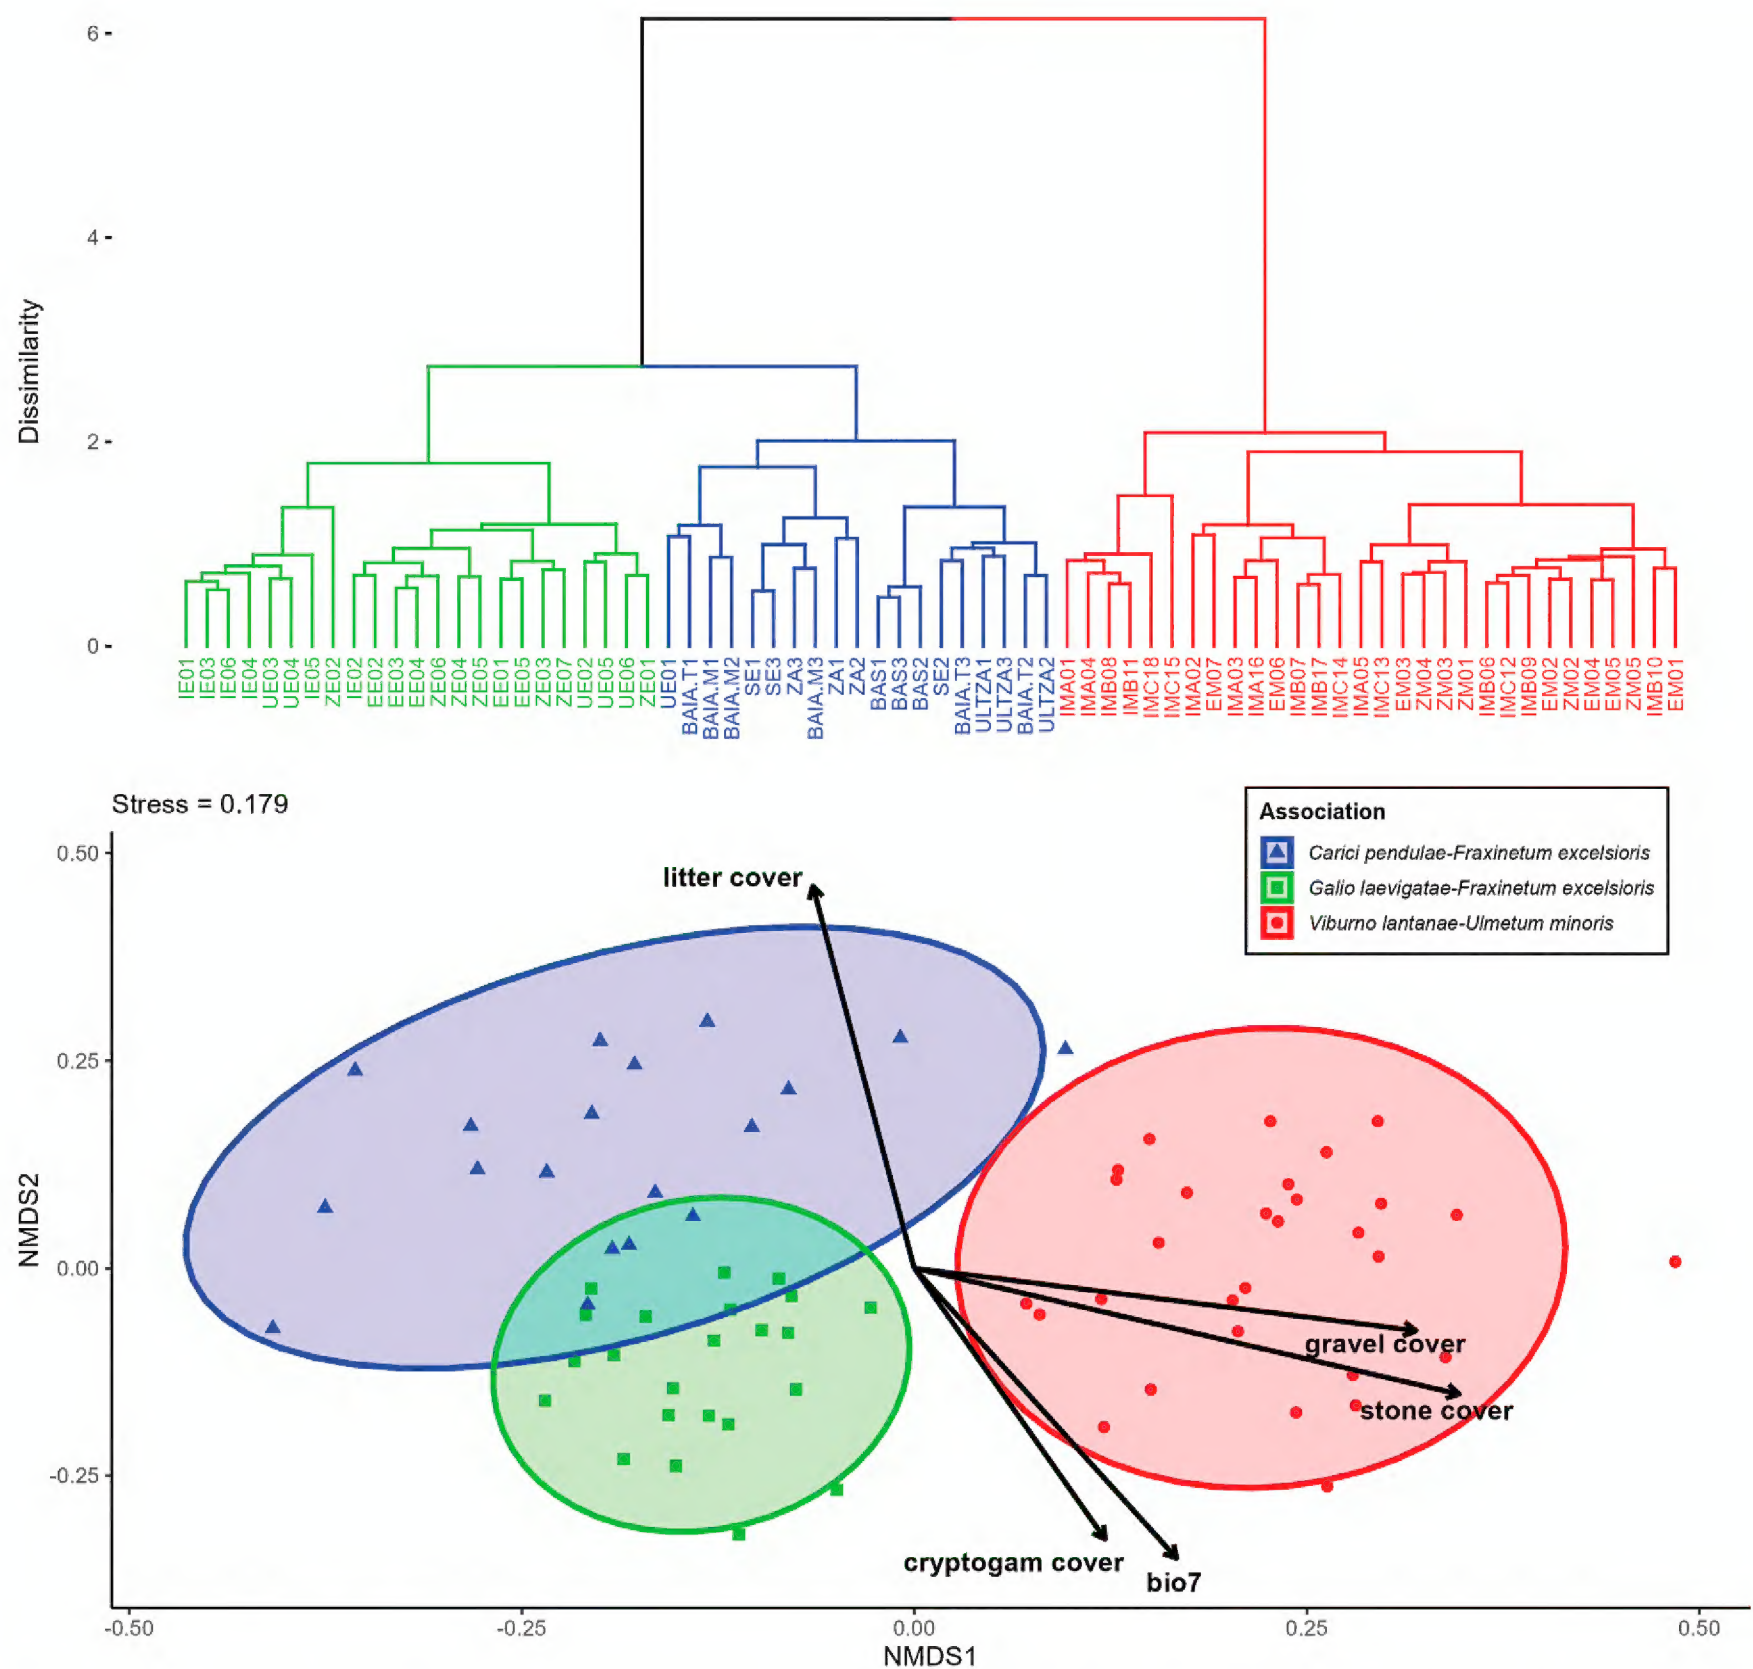 6
4
2
0
Dissimilarity
IE01 IE03 IE06 IE04 UE03 UE04 IE05 ZE02 IE02 EE02 EE03 EE04 ZE06 ZE04 ZE05 EE01 EE05 ZE03 ZE07 UE02 UE05 UE06 ZE01 UE01 BAIA.T1 BAIA.M1 BAIA.M2 SE1 SE3 ZA3 BAIA.M3 ZA1 ZA2 BAS1 BAS3 BAS2 SE2 BAIA.T3 ULTZA1 ULTZA3 BAIA.T2 ULTZA2 IMA01 IMA04 IMB08 IMB11 IMC18 IMC15 IMA02 EM07 IMA03 IMA16 EM06 IMB07 IMB17 IMC14 IMA05 IMC13 EM03 ZM04 ZM03 ZM01 IMB06 IMC12 IMB09 EM02 ZM02 EM04 EM05 ZM05 IMB10 EM01
Stress = 0.179
Association
Carici pendulae-Fraxinetum excelsioris
Galio laevigatae-Fraxinetum excelsioris
Viburno lantanae-Ulmetum minoris
0.50
0.25
0.00
-0.25
NMDS2
litter cover
gravel cover
stone cover
cryptogam cover
bio7
-0.50
-0.25
0.00
0.25
0.50
NMDS1